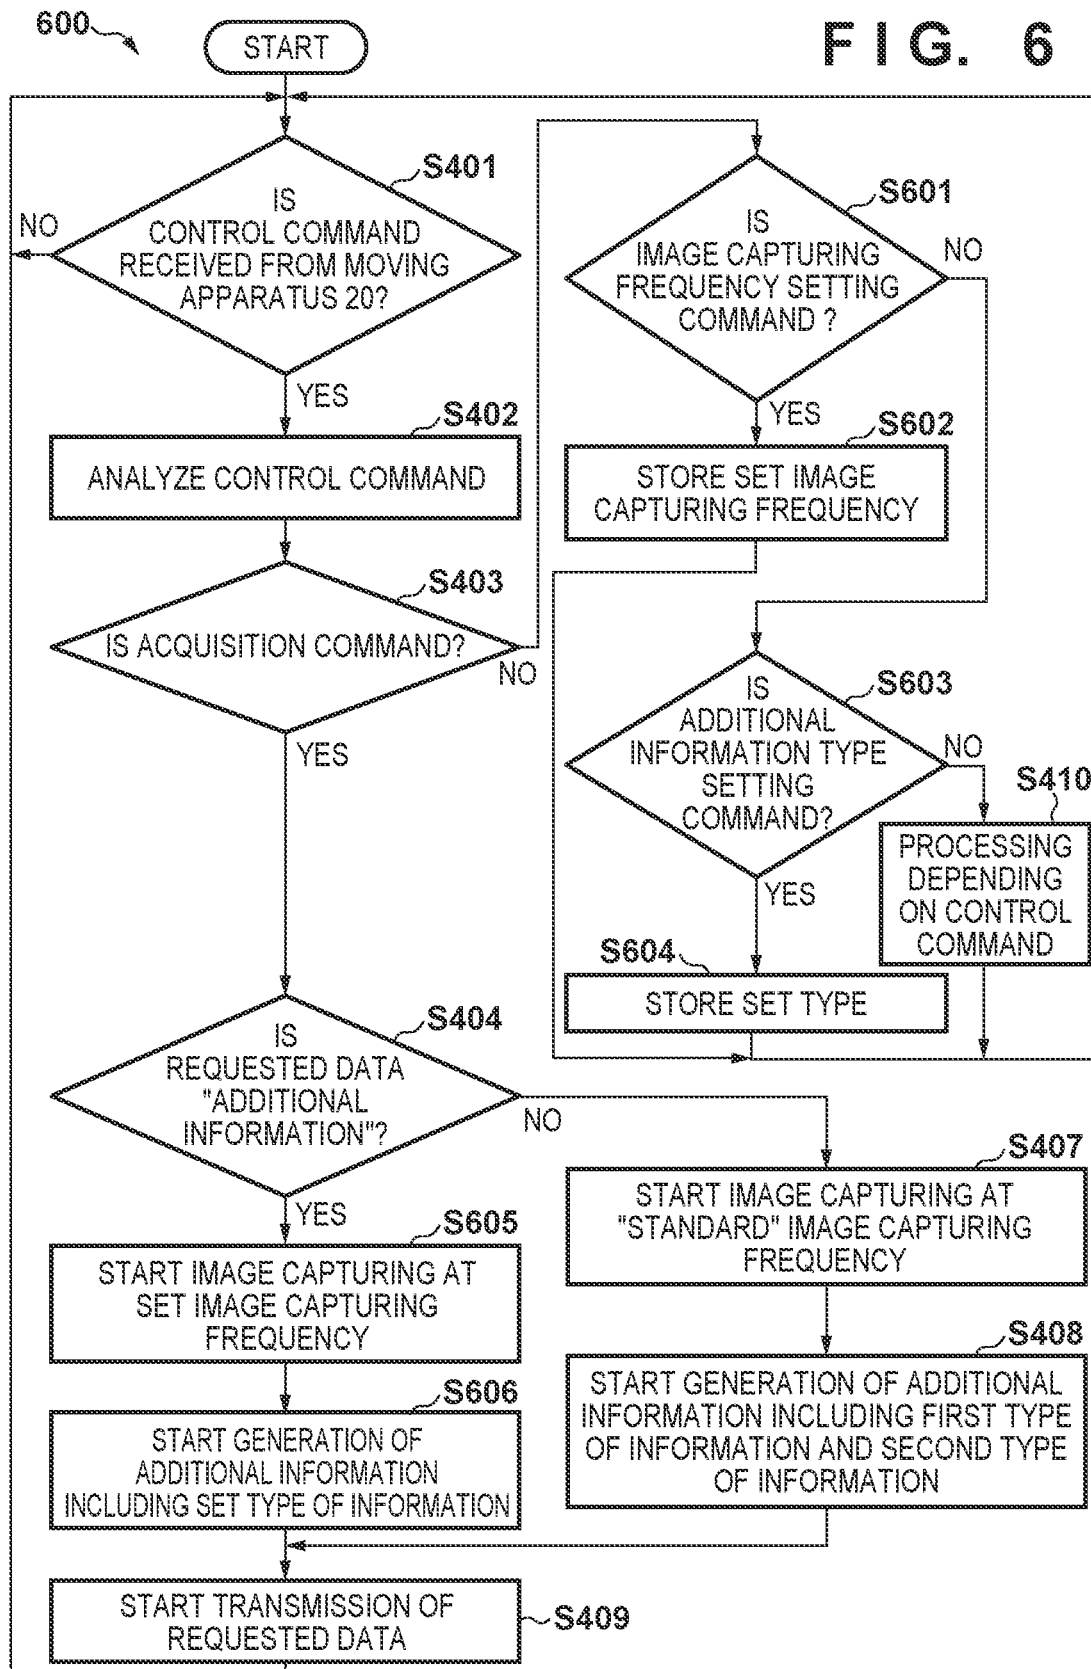 600
START
F I G. 6
S401
IS
CONTROL COMMAND
RECEIVED FROM MOVING
APPARATUS 20?
NO
YES
S402
ANALYZE CONTROL COMMAND
S403
IS ACQUISITION COMMAND?
NO
YES
S601
IS
IMAGE CAPTURING
FREQUENCY SETTING
COMMAND ?
NO
YES
S602
STORE SET IMAGE
CAPTURING FREQUENCY
S603
IS
ADDITIONAL
INFORMATION TYPE
SETTING
COMMAND?
NO
YES
S410
PROCESSING
DEPENDING
ON CONTROL
COMMAND
S604
STORE SET TYPE
S404
IS
REQUESTED DATA
"ADDITIONAL
INFORMATION"?
NO
YES
S605
START IMAGE CAPTURING AT
SET IMAGE CAPTURING
FREQUENCY
S606
START GENERATION OF
ADDITIONAL INFORMATION
INCLUDING SET TYPE OF INFORMATION
S407
START IMAGE CAPTURING AT
"STANDARD" IMAGE CAPTURING
FREQUENCY
S408
START GENERATION OF ADDITIONAL
INFORMATION INCLUDING FIRST TYPE
OF INFORMATION AND SECOND TYPE
OF INFORMATION
START TRANSMISSION OF
REQUESTED DATA
S409